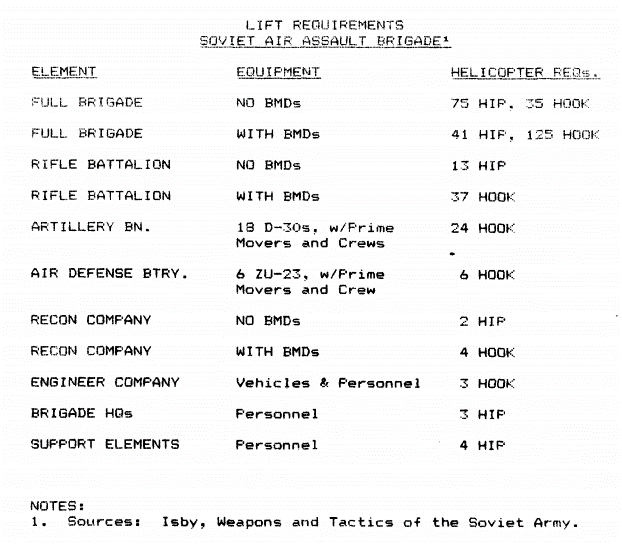 LIFT REQUIREMENTS
SOVIET AIR ASSAULT BRIGADE¹
ELEMENT EQUIPMENT HELICOPTER REQs.
FULL BRIGADE NO BMDs 75 HIP, 35 HOOK
FULL BRIGADE WITH BMDs 41 HIP, 125 HOOK
RIFLE BATTALION NO BMDs 13 HIP
RIFLE BATTALION WITH BMDs 37 HOOK
ARTILLERY BN. 18 D-30s, w/Prime 24 HOOK
Movers and Crews
AIR DEFENSE BTRY. 6 ZU-23, w/Prime 6 HOOK
Movers and Crew
RECON COMPANY NO BMDs 2 HIP
RECON COMPANY WITH BMDs 4 HOOK
ENGINEER COMPANY Vehicles & Personnel 3 HOOK
BRIGADE HQs Personnel 3 HIP
SUPPORT ELEMENTS Personnel 4 HIP
NOTES:
1. Sources: Isby, Weapons and Tactics of the Soviet Army.